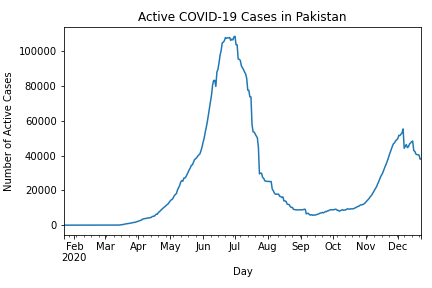 Active COVID-19 Cases in Pakistan
100000
80000
60000
40000
20000
0
Number of Active Cases
Feb Mar Apr May Jun Jul Aug Sep Oct Nov Dec
2020
Day